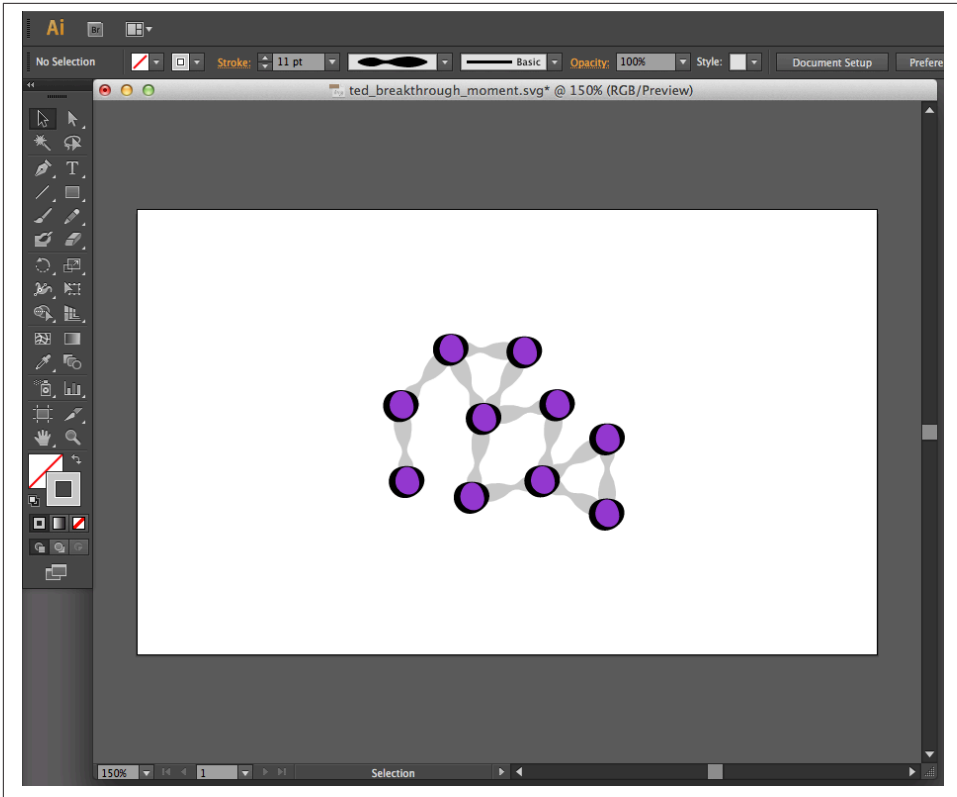 Ai Br
No Selection Stroke: 11 pt Basic Opacity: 100% Style: Document Setup Prefere
ted_breakthrough_moment.svg* @ 150% (RGB/Preview)
T
150% 1 Selection